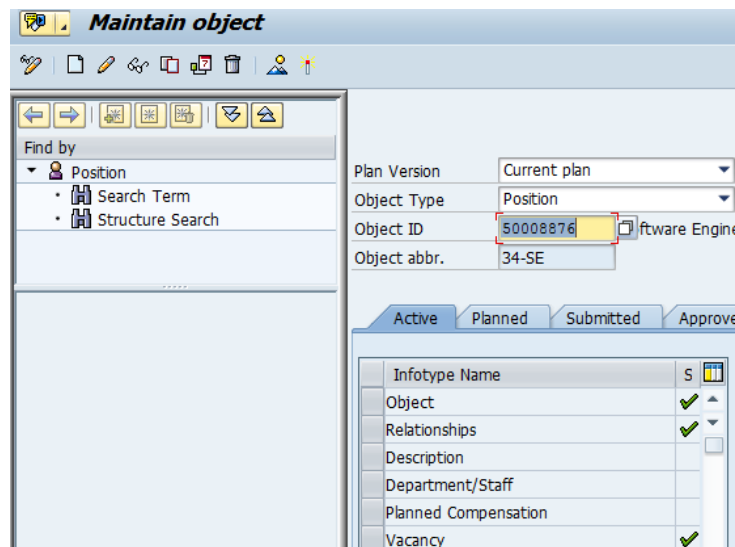 Maintain object
Find by
Position
Search Term
Structure Search
Plan Version Current plan
Object Type Position
Object ID 50008876 ftware Engine
Object abbr. 34-SE
Active Planned Submitted Approve
Infotype Name S
Object
Relationships
Description
Department/Staff
Planned Compensation
Vacancy